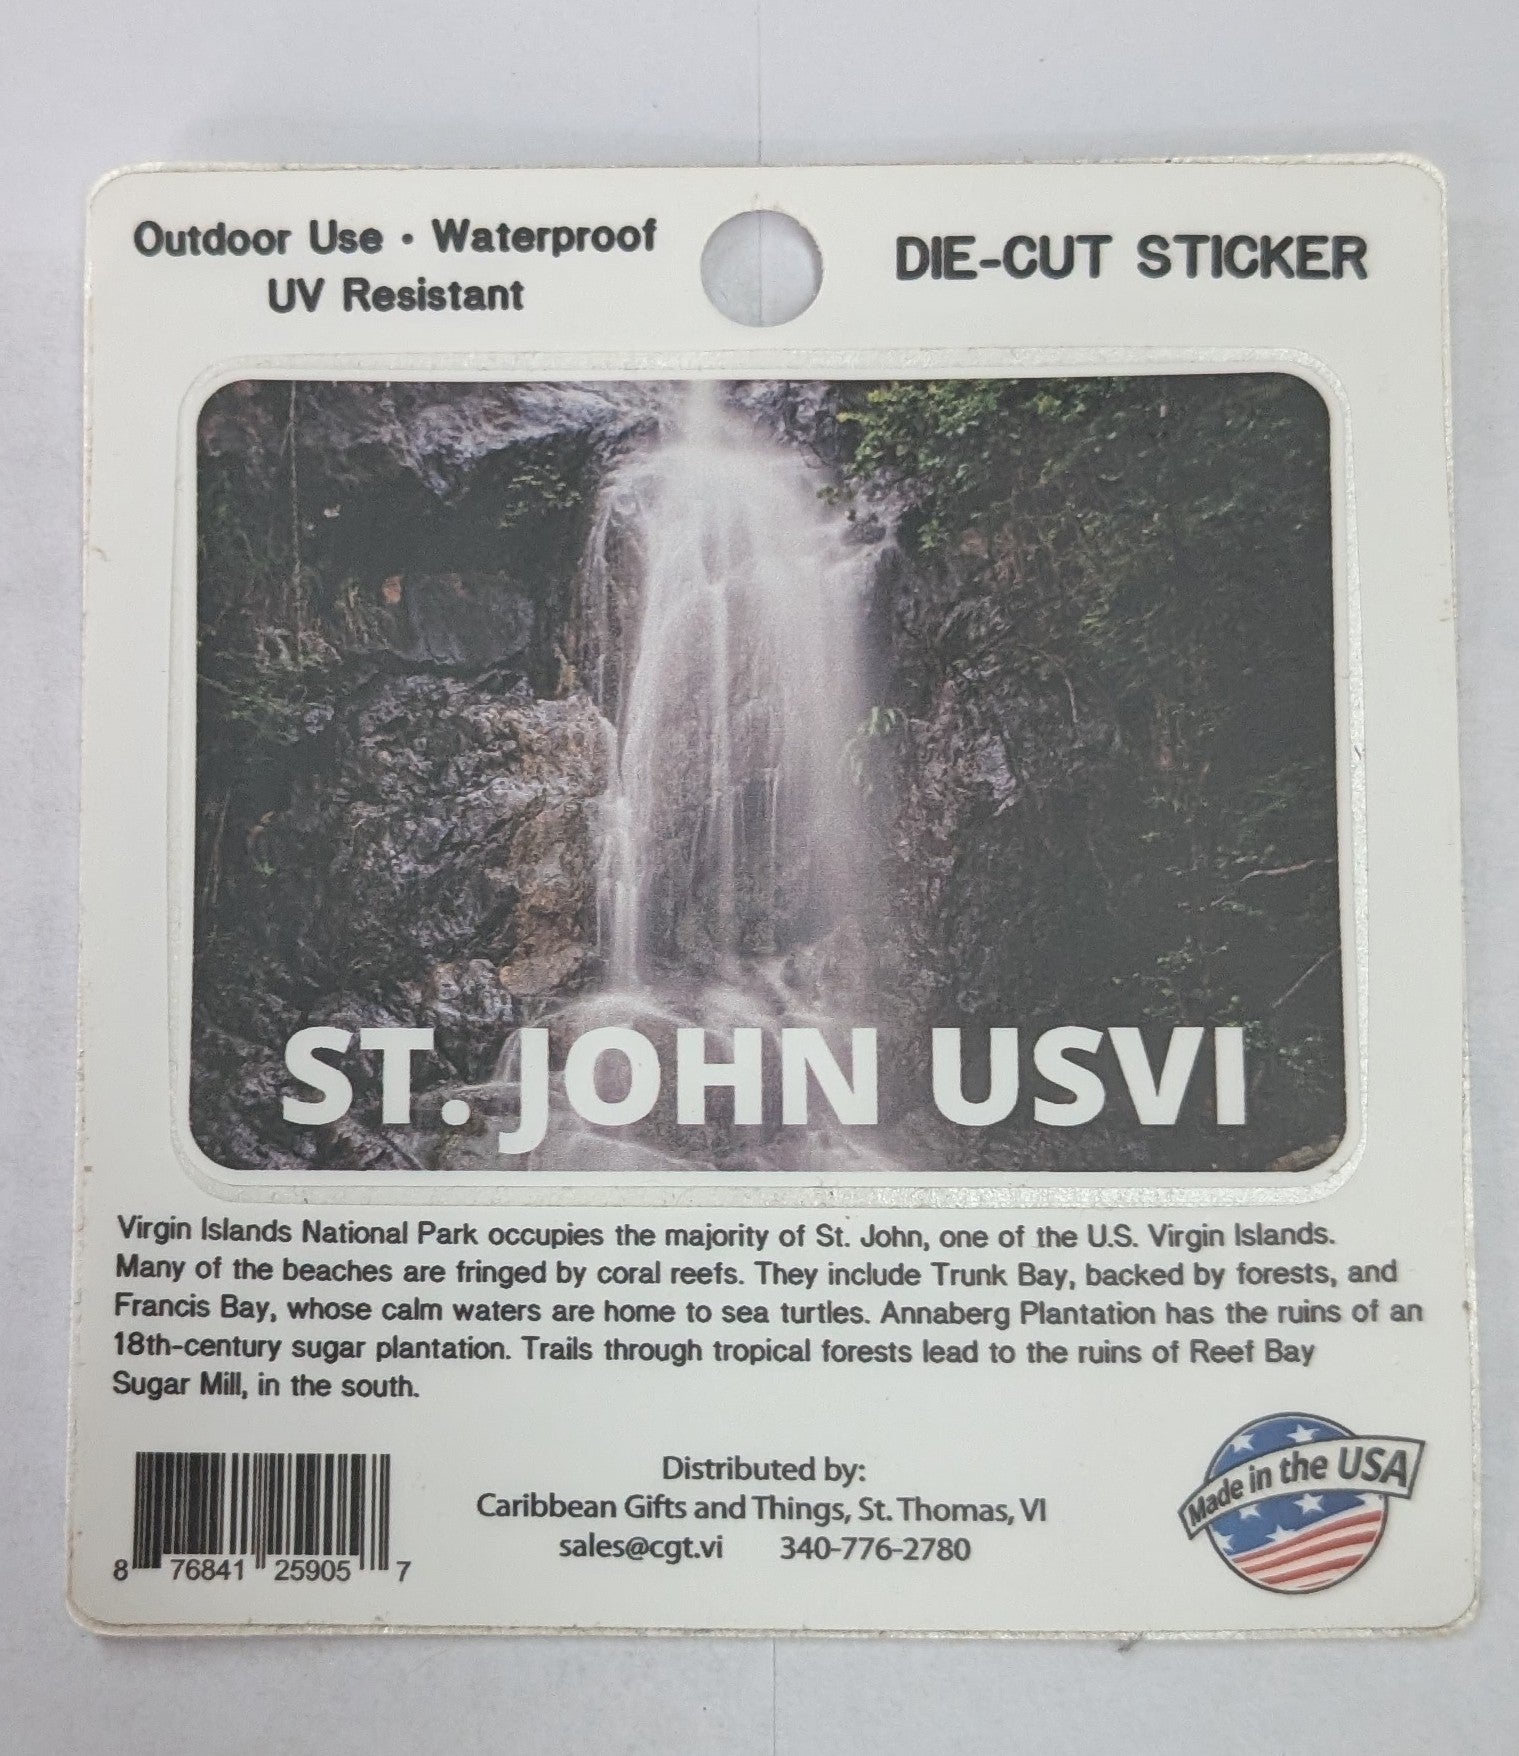 Outdoor Use • Waterproof
UV Resistant
DIE-CUT STICKER
ST. JOHN USVI
Virgin Islands National Park occupies the majority of St. John, one of the U.S. Virgin Islands.
Many of the beaches are fringed by coral reefs. They include Trunk Bay, backed by forests, and
Francis Bay, whose calm waters are home to sea turtles. Annaberg Plantation has the ruins of an
18th-century sugar plantation. Trails through tropical forests lead to the ruins of Reef Bay
Sugar Mill, in the south.
8 76841 25905 7
Distributed by:
Caribbean Gifts and Things, St. Thomas, VI
sales@cgt.vi 340-776-2780
Made in the USA